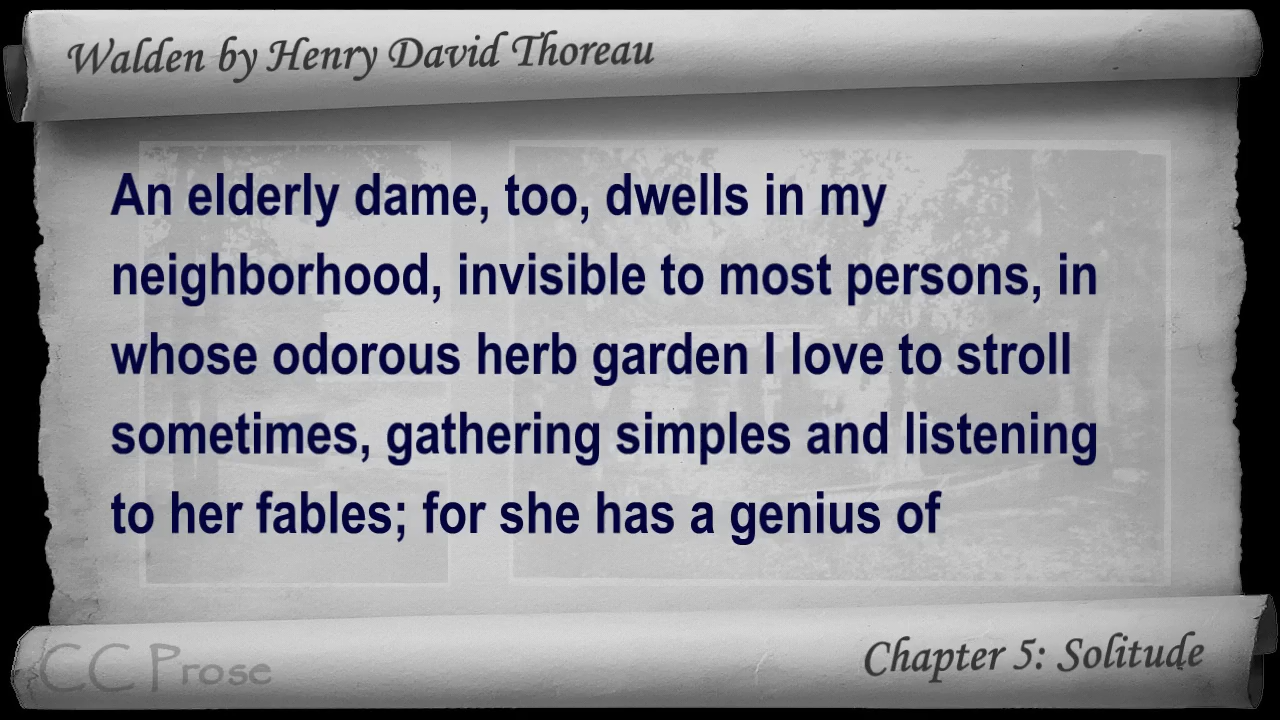 Walden by Henry David Thoreau
An elderly dame, too, dwells in my
neighborhood, invisible to most persons, in
whose odorous herb garden I love to stroll
sometimes, gathering simples and listening
to her fables; for she has a genius of
CC Prose
Chapter 5: Solitude